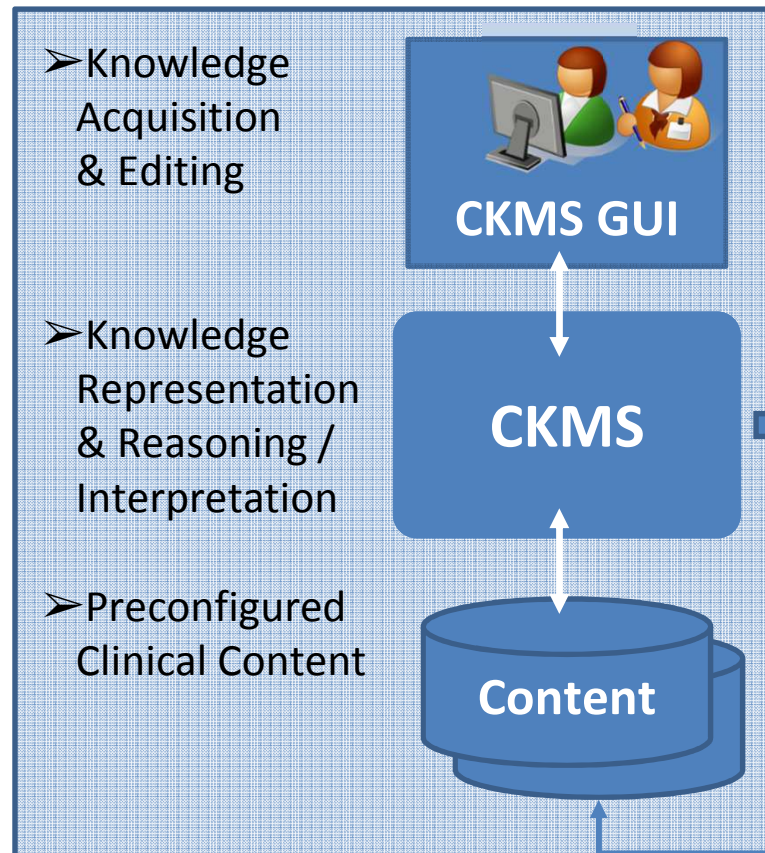 ➢Knowledge
Acquisition
& Editing
CKMS GUI
➢Knowledge
Representation
& Reasoning /
Interpretation
CKMS
➢Preconfigured
Clinical Content
Content